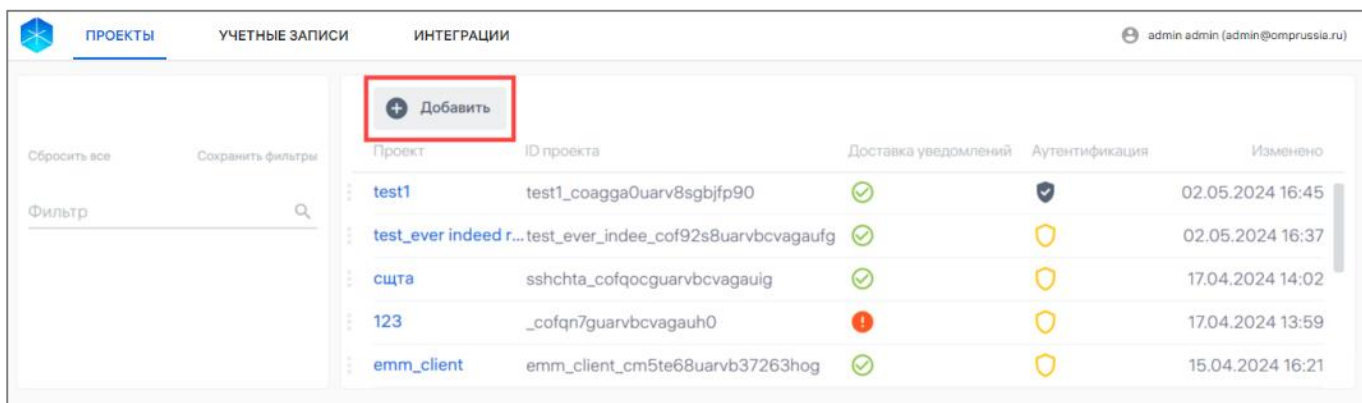 ПРОЕКТЫ УЧЕТНЫЕ ЗАПИСИ ИНТЕГРАЦИИ admin admin (admin@omprussia.ru)
Добавить
Сбросить все Сохранить фильтры
Проект ID проекта Доставка уведомлений Аутентификация Изменено
Фильтр
test1 test1_coagga0uarv8sgbjfp90 02.05.2024 16:45
test_ever indeed r... test_ever_indee_cof92s8uarvbcvagaufg 02.05.2024 16:37
сщта sshchta_cofqocguarvbcvagauig 17.04.2024 14:02
123 _cofqn7guarvbcvagauh0 17.04.2024 13:59
emm_client emm_client_cm5te68uarvb37263hog 15.04.2024 16:21